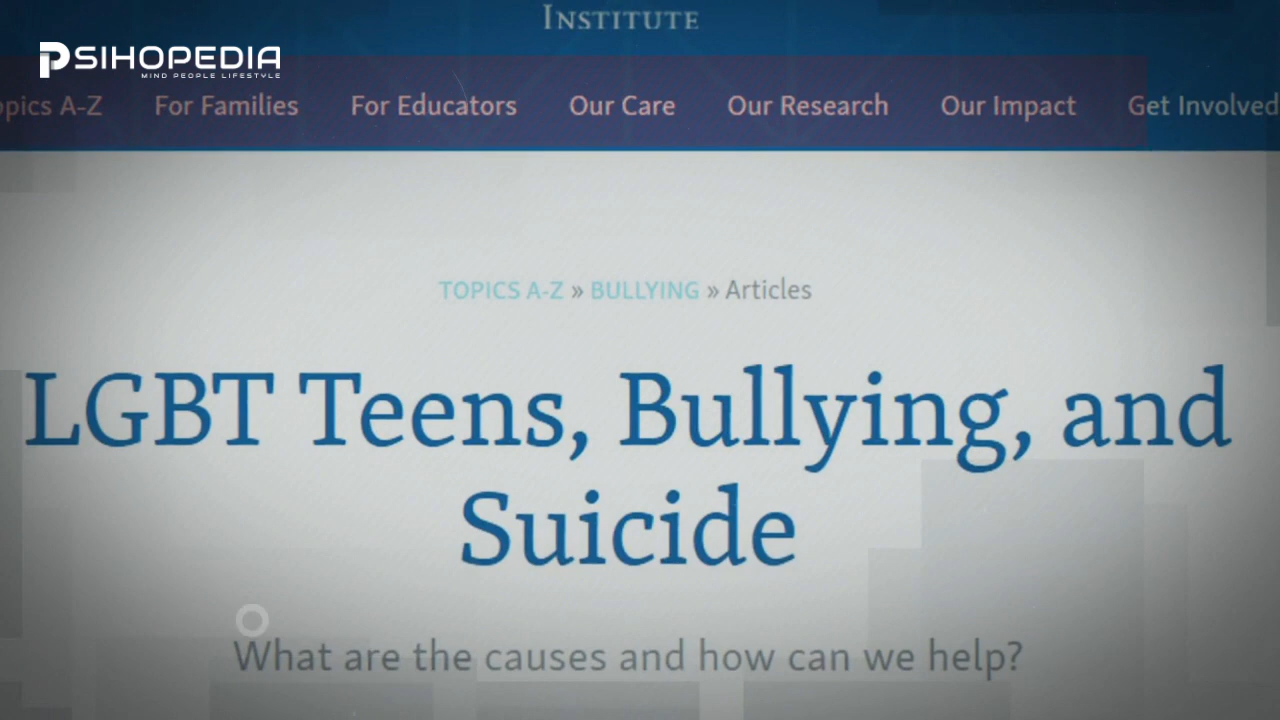 INSTITUTE
PSIHOPEDIA
MIND PEOPLE LIFESTYLE
opics A-Z For Families For Educators Our Care Our Research Our Impact Get Involved
TOPICS A-Z » BULLYING » Articles
LGBT Teens, Bullying, and
Suicide
What are the causes and how can we help?